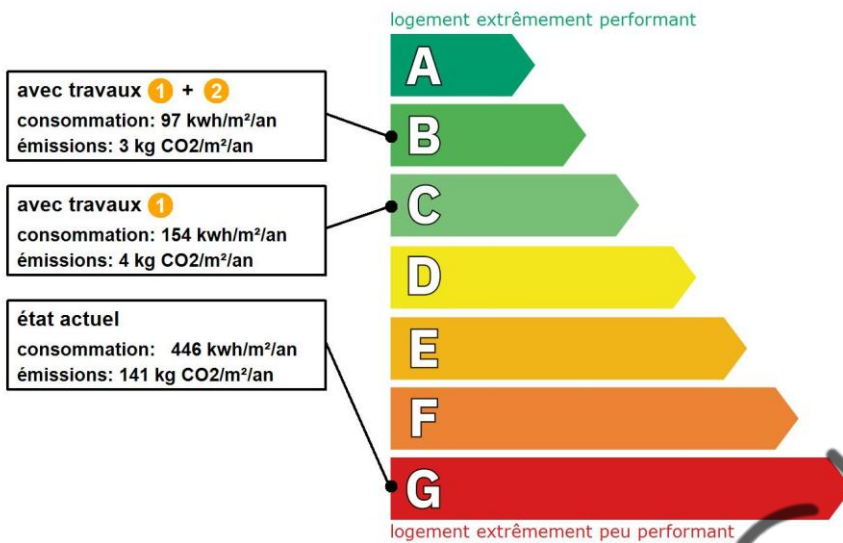 logement extrêmement performant
A
avec travaux 1 + 2
consommation: 97 kwh/m²/an
émissions: 3 kg CO2/m²/an
B
avec travaux 1
consommation: 154 kwh/m²/an
émissions: 4 kg CO2/m²/an
C
D
état actuel
consommation: 446 kwh/m²/an
émissions: 141 kg CO2/m²/an
E
F
G
logement extrêmement peu performant